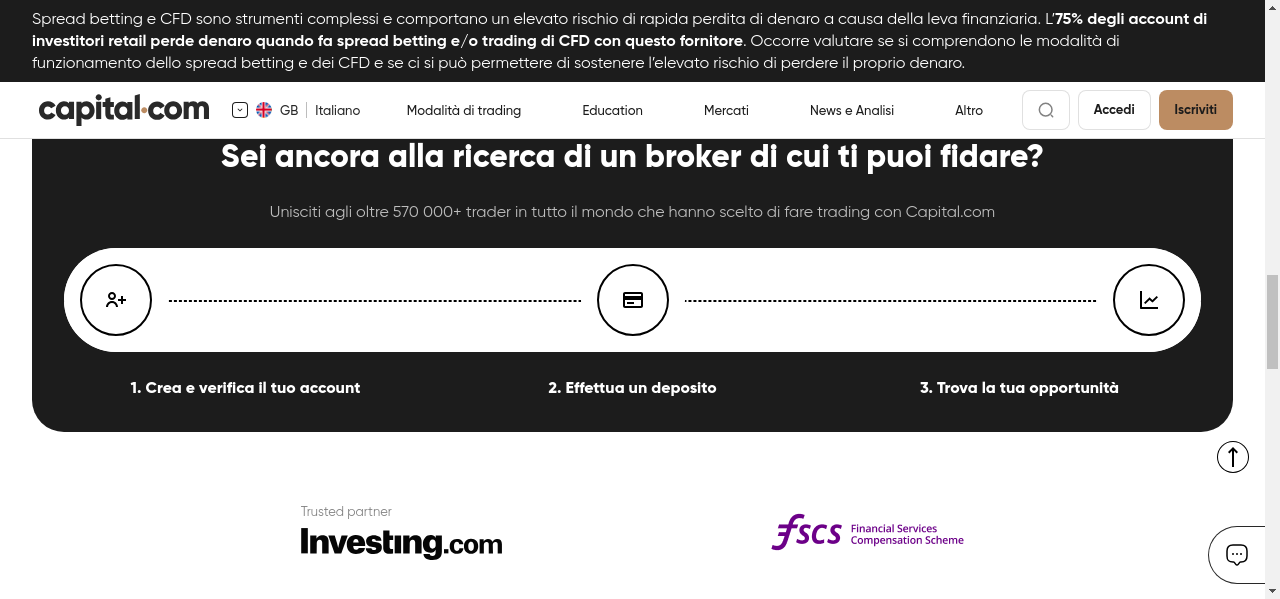 Spread betting e CFD sono strumenti complessi e comportano un elevato rischio di rapida perdita di denaro a causa della leva finanziaria. L’75% degli account di
investitori retail perde denaro quando fa spread betting e/o trading di CFD con questo fornitore. Occorre valutare se si comprendono le modalità di
funzionamento dello spread betting e dei CFD e se ci si può permettere di sostenere l’elevato rischio di perdere il proprio denaro.
capital.com GB Italiano Modalità di trading Education Mercati News e Analisi Altro Accedi Iscriviti
Sei ancora alla ricerca di un broker di cui ti puoi fidare?
Unisciti agli oltre 570 000+ trader in tutto il mondo che hanno scelto di fare trading con Capital.com
1. Crea e verifica il tuo account 2. Effettua un deposito 3. Trova la tua opportunità
Trusted partner
Investing.com
fscs Financial Services
Compensation Scheme